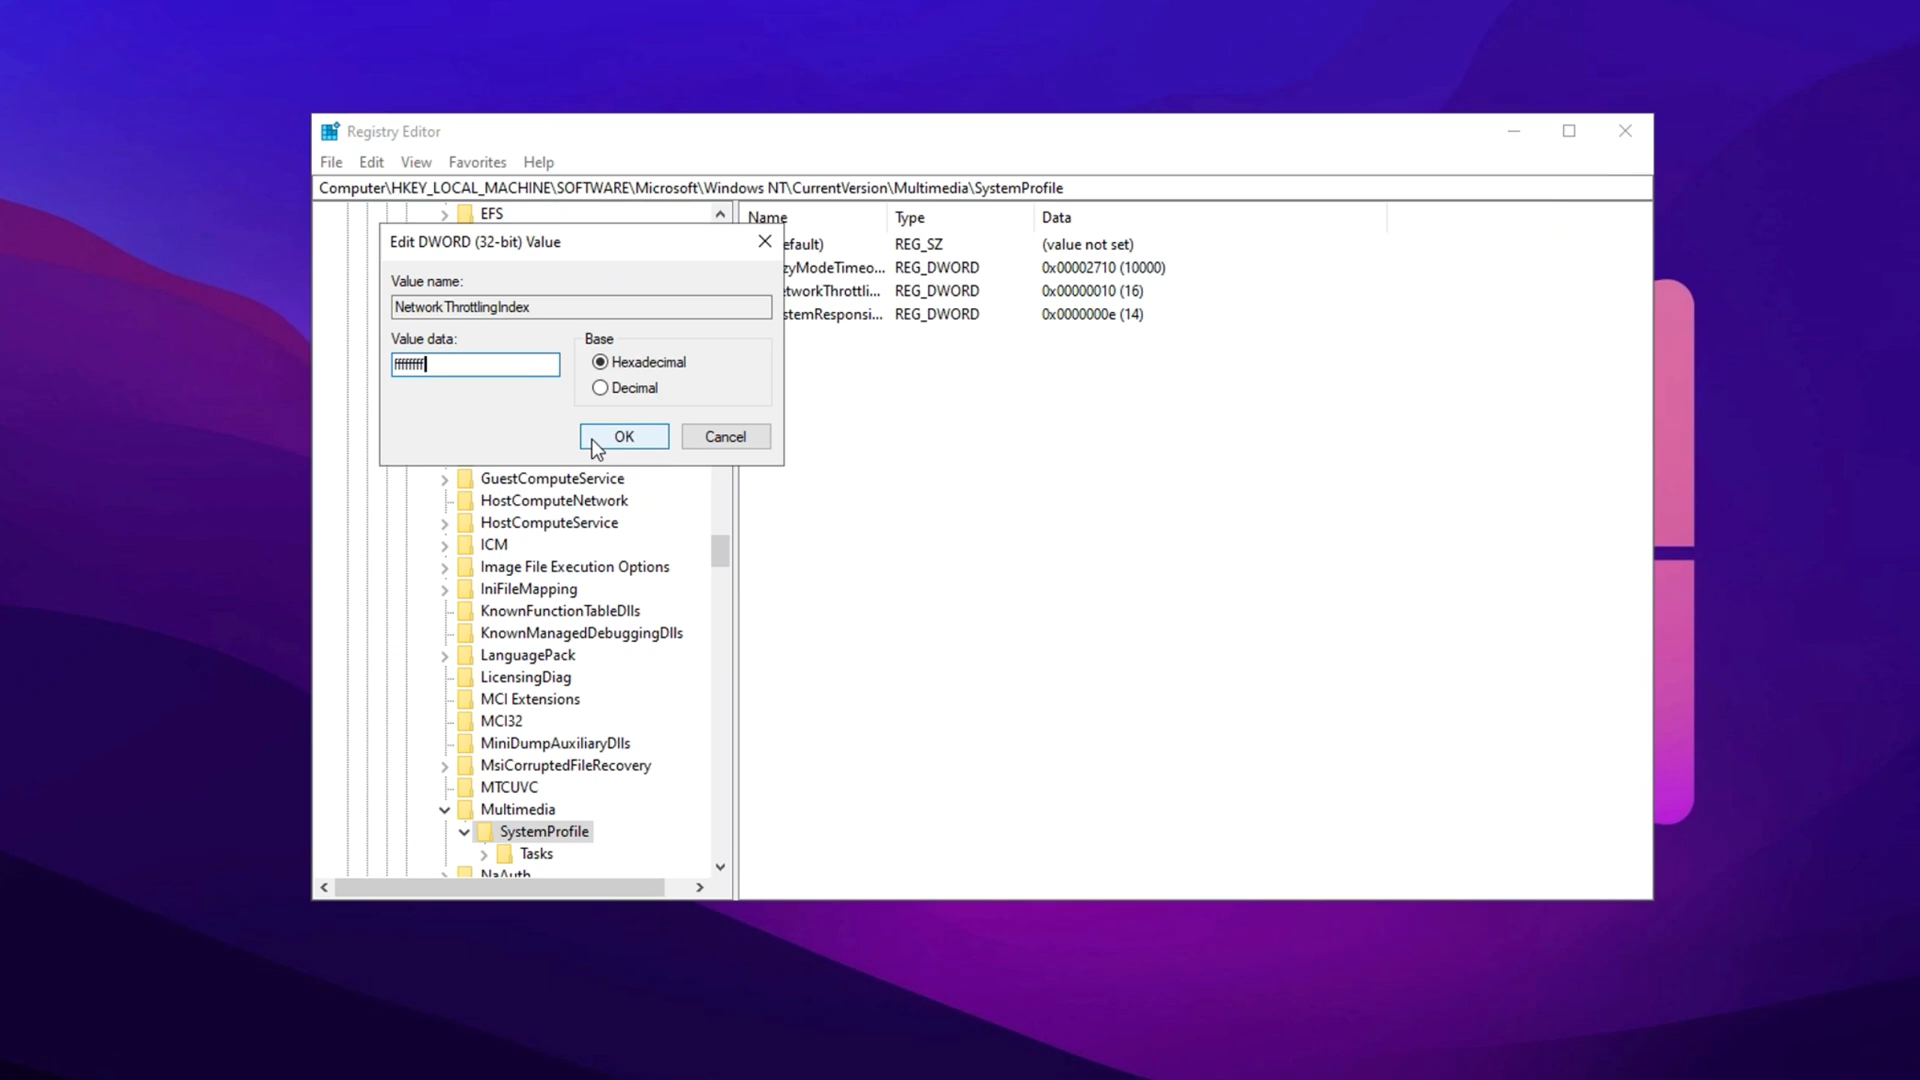 Registry Editor
File Edit View Favorites Help
Computer\HKEY_LOCAL_MACHINE\SOFTWARE\Microsoft\Windows NT\CurrentVersion\Multimedia\SystemProfile
EFS
Edit DWORD (32-bit) Value
Value name:
NetworkThrottlingIndex
Value data:
ffffffff
Base
Hexadecimal
Decimal
OK
Cancel
GuestComputeService
HostComputeNetwork
HostComputeService
ICM
Image File Execution Options
IniFileMapping
KnownFunctionTableDlls
KnownManagedDebuggingDlls
LanguagePack
LicensingDiag
MCI Extensions
MCI32
MiniDumpAuxiliaryDlls
MsiCorruptedFileRecovery
MTCUVC
Multimedia
SystemProfile
Tasks
Name Type Data
efault) REG_SZ (value not set)
zyModeTimeo... REG_DWORD 0x00002710 (10000)
tworkThrottli... REG_DWORD 0x00000010 (16)
stemResponsi... REG_DWORD 0x0000000e (14)